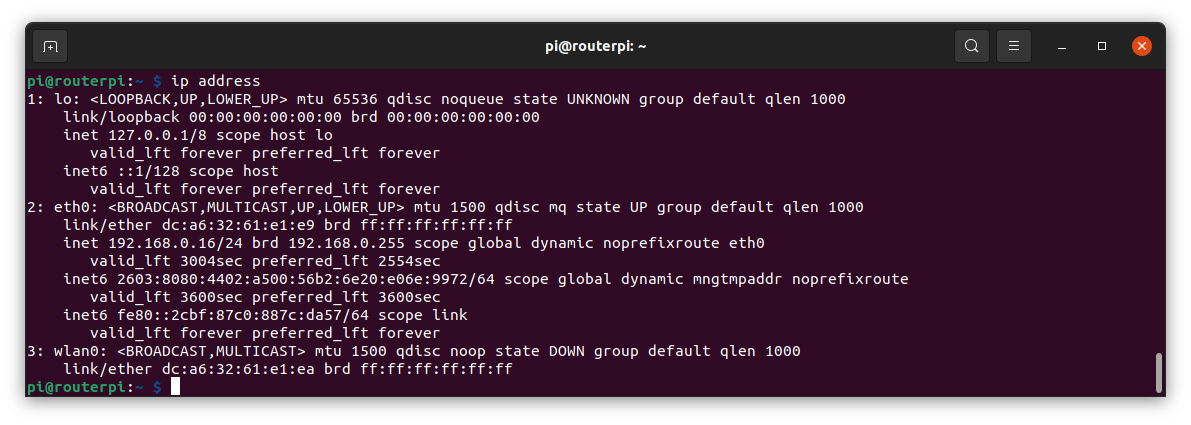 pi@routerpi: ~
pi@routerpi:~ $ ip address
1: lo: <LOOPBACK,UP,LOWER_UP> mtu 65536 qdisc noqueue state UNKNOWN group default qlen 1000
    link/loopback 00:00:00:00:00:00 brd 00:00:00:00:00:00
    inet 127.0.0.1/8 scope host lo
       valid_lft forever preferred_lft forever
    inet6 ::1/128 scope host
       valid_lft forever preferred_lft forever
2: eth0: <BROADCAST,MULTICAST,UP,LOWER_UP> mtu 1500 qdisc mq state UP group default qlen 1000
    link/ether dc:a6:32:61:e1:e9 brd ff:ff:ff:ff:ff:ff
    inet 192.168.0.16/24 brd 192.168.0.255 scope global dynamic noprefixroute eth0
       valid_lft 3004sec preferred_lft 2554sec
    inet6 2603:8080:4402:a500:56b2:6e20:e06e:9972/64 scope global dynamic mngtmpaddr noprefixroute
       valid_lft 3600sec preferred_lft 3600sec
    inet6 fe80::2cbf:87c0:887c:da57/64 scope link
       valid_lft forever preferred_lft forever
3: wlan0: <BROADCAST,MULTICAST> mtu 1500 qdisc noop state DOWN group default qlen 1000
    link/ether dc:a6:32:61:e1:ea brd ff:ff:ff:ff:ff:ff
pi@routerpi:~ $